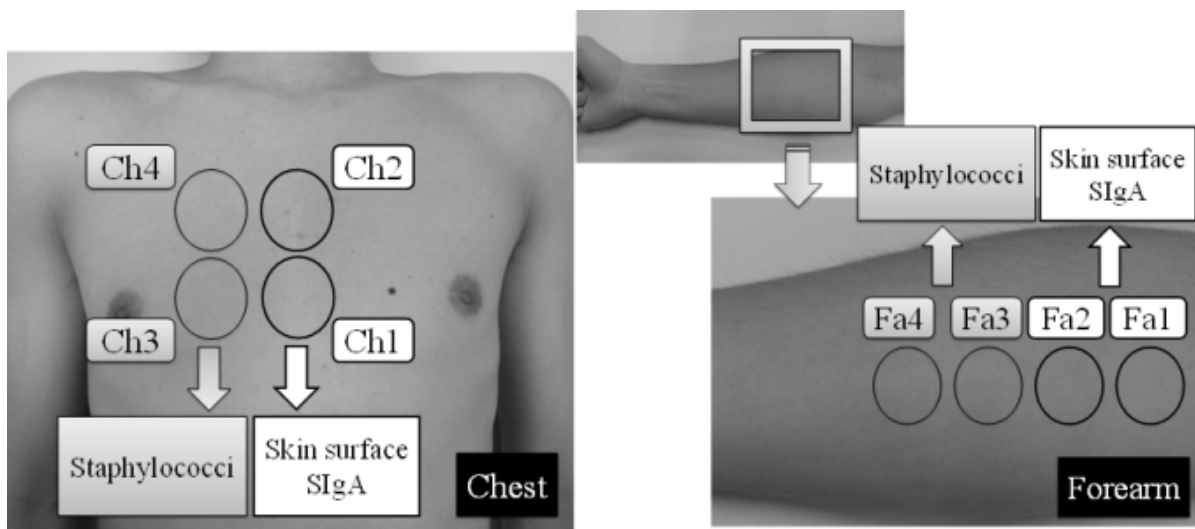 Ch4
Ch2
Ch3
Ch1
Staphylococci
Skin surface
SIgA
Chest
Staphylococci
Skin surface
SIgA
Fa4
Fa3
Fa2
Fa1
Forearm